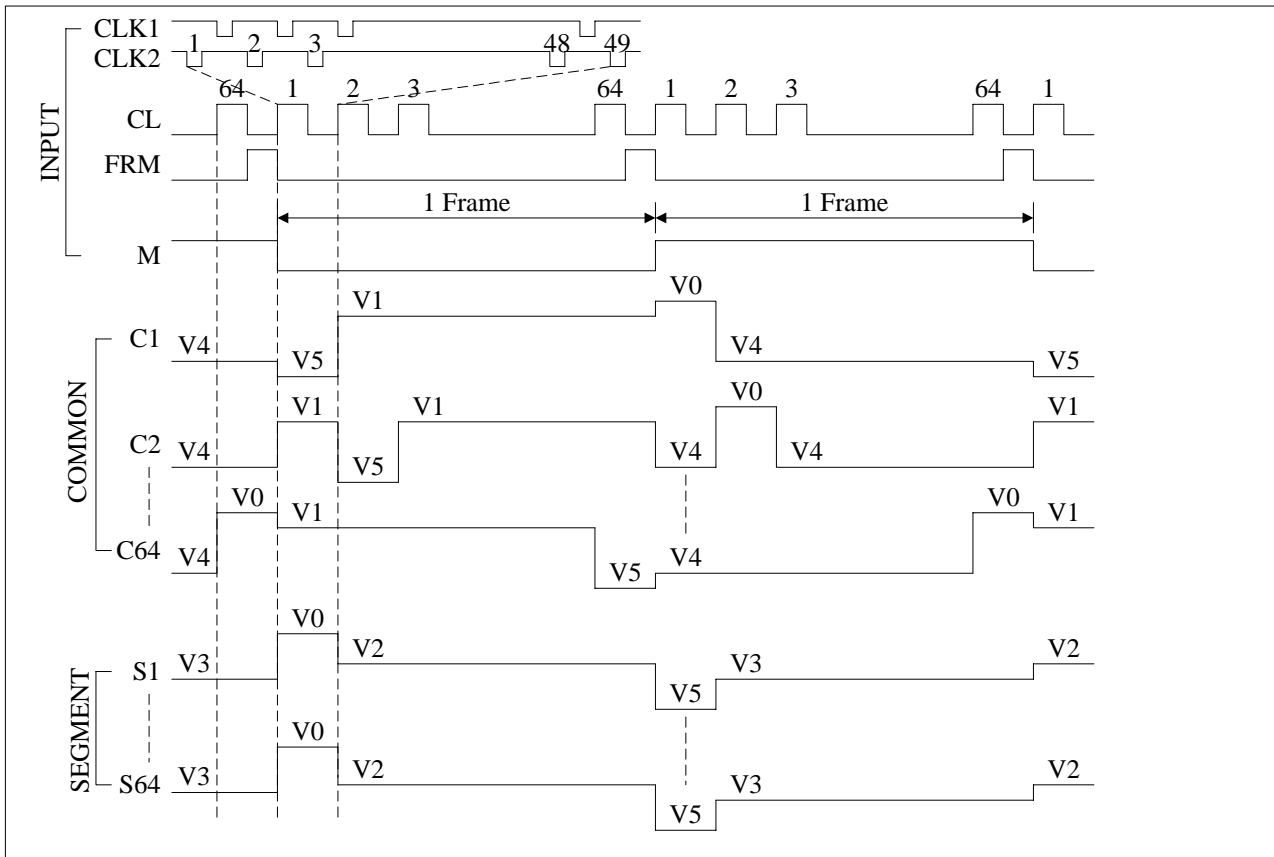 INPUT
CLK1
CLK2
1 2 3 48 49
CL
64 1 2 3 64 1 2 3 64 1
FRM
1 Frame 1 Frame
M
COMMON
C1
V4 V5 V1 V0 V4 V5
C2
V4 V1 V5 V1 V4 V0 V4 V1
C64
V4 V0 V1 V5 V4 V0 V1
SEGMENT
S1
V3 V0 V2 V5 V3 V2
S64
V3 V0 V2 V5 V3 V2